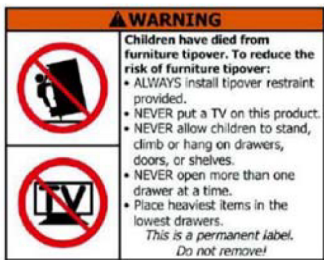 WARNING
Children have died from
furniture tipover. To reduce the
risk of furniture tipover:
• ALWAYS install tipover restraint
provided.
• NEVER put a TV on this product.
• NEVER allow children to stand,
climb or hang on drawers,
doors, or shelves.
• NEVER open more than one
drawer at a time.
• Place heaviest items in the
lowest drawers.
This is a permanent label.
Do not remove!
TV